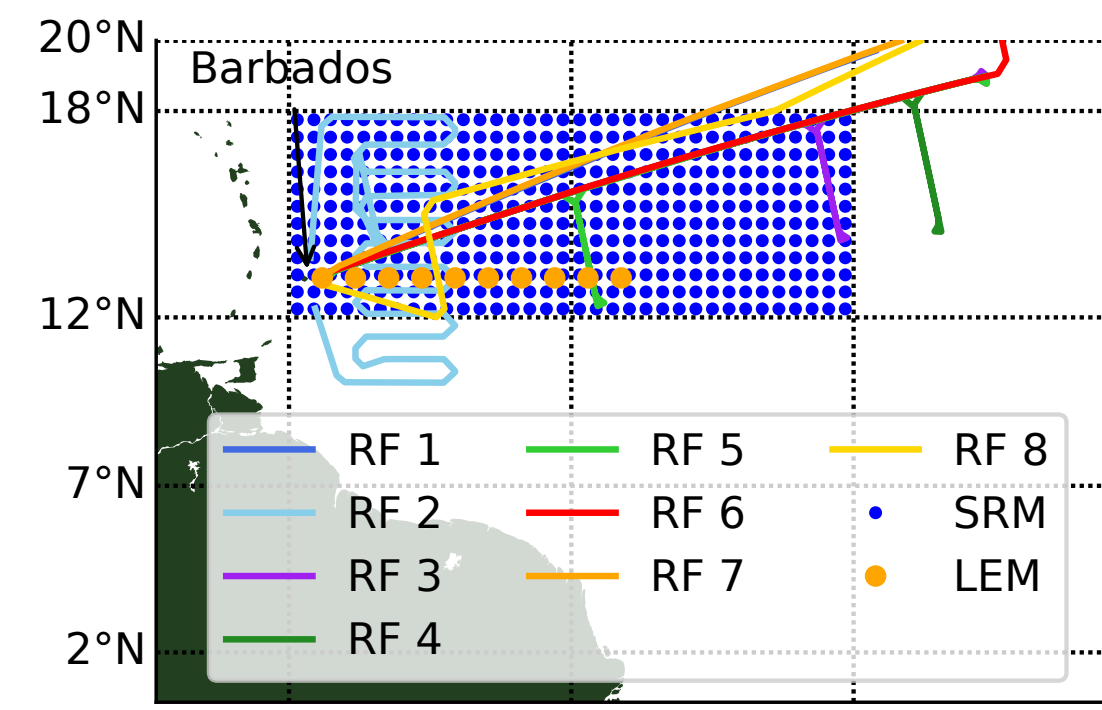 20°N
Barbados
18°N
12°N
7°N
2°N
RF 1
RF 2
RF 3
RF 4
RF 5
RF 6
RF 7
RF 8
SRM
LEM